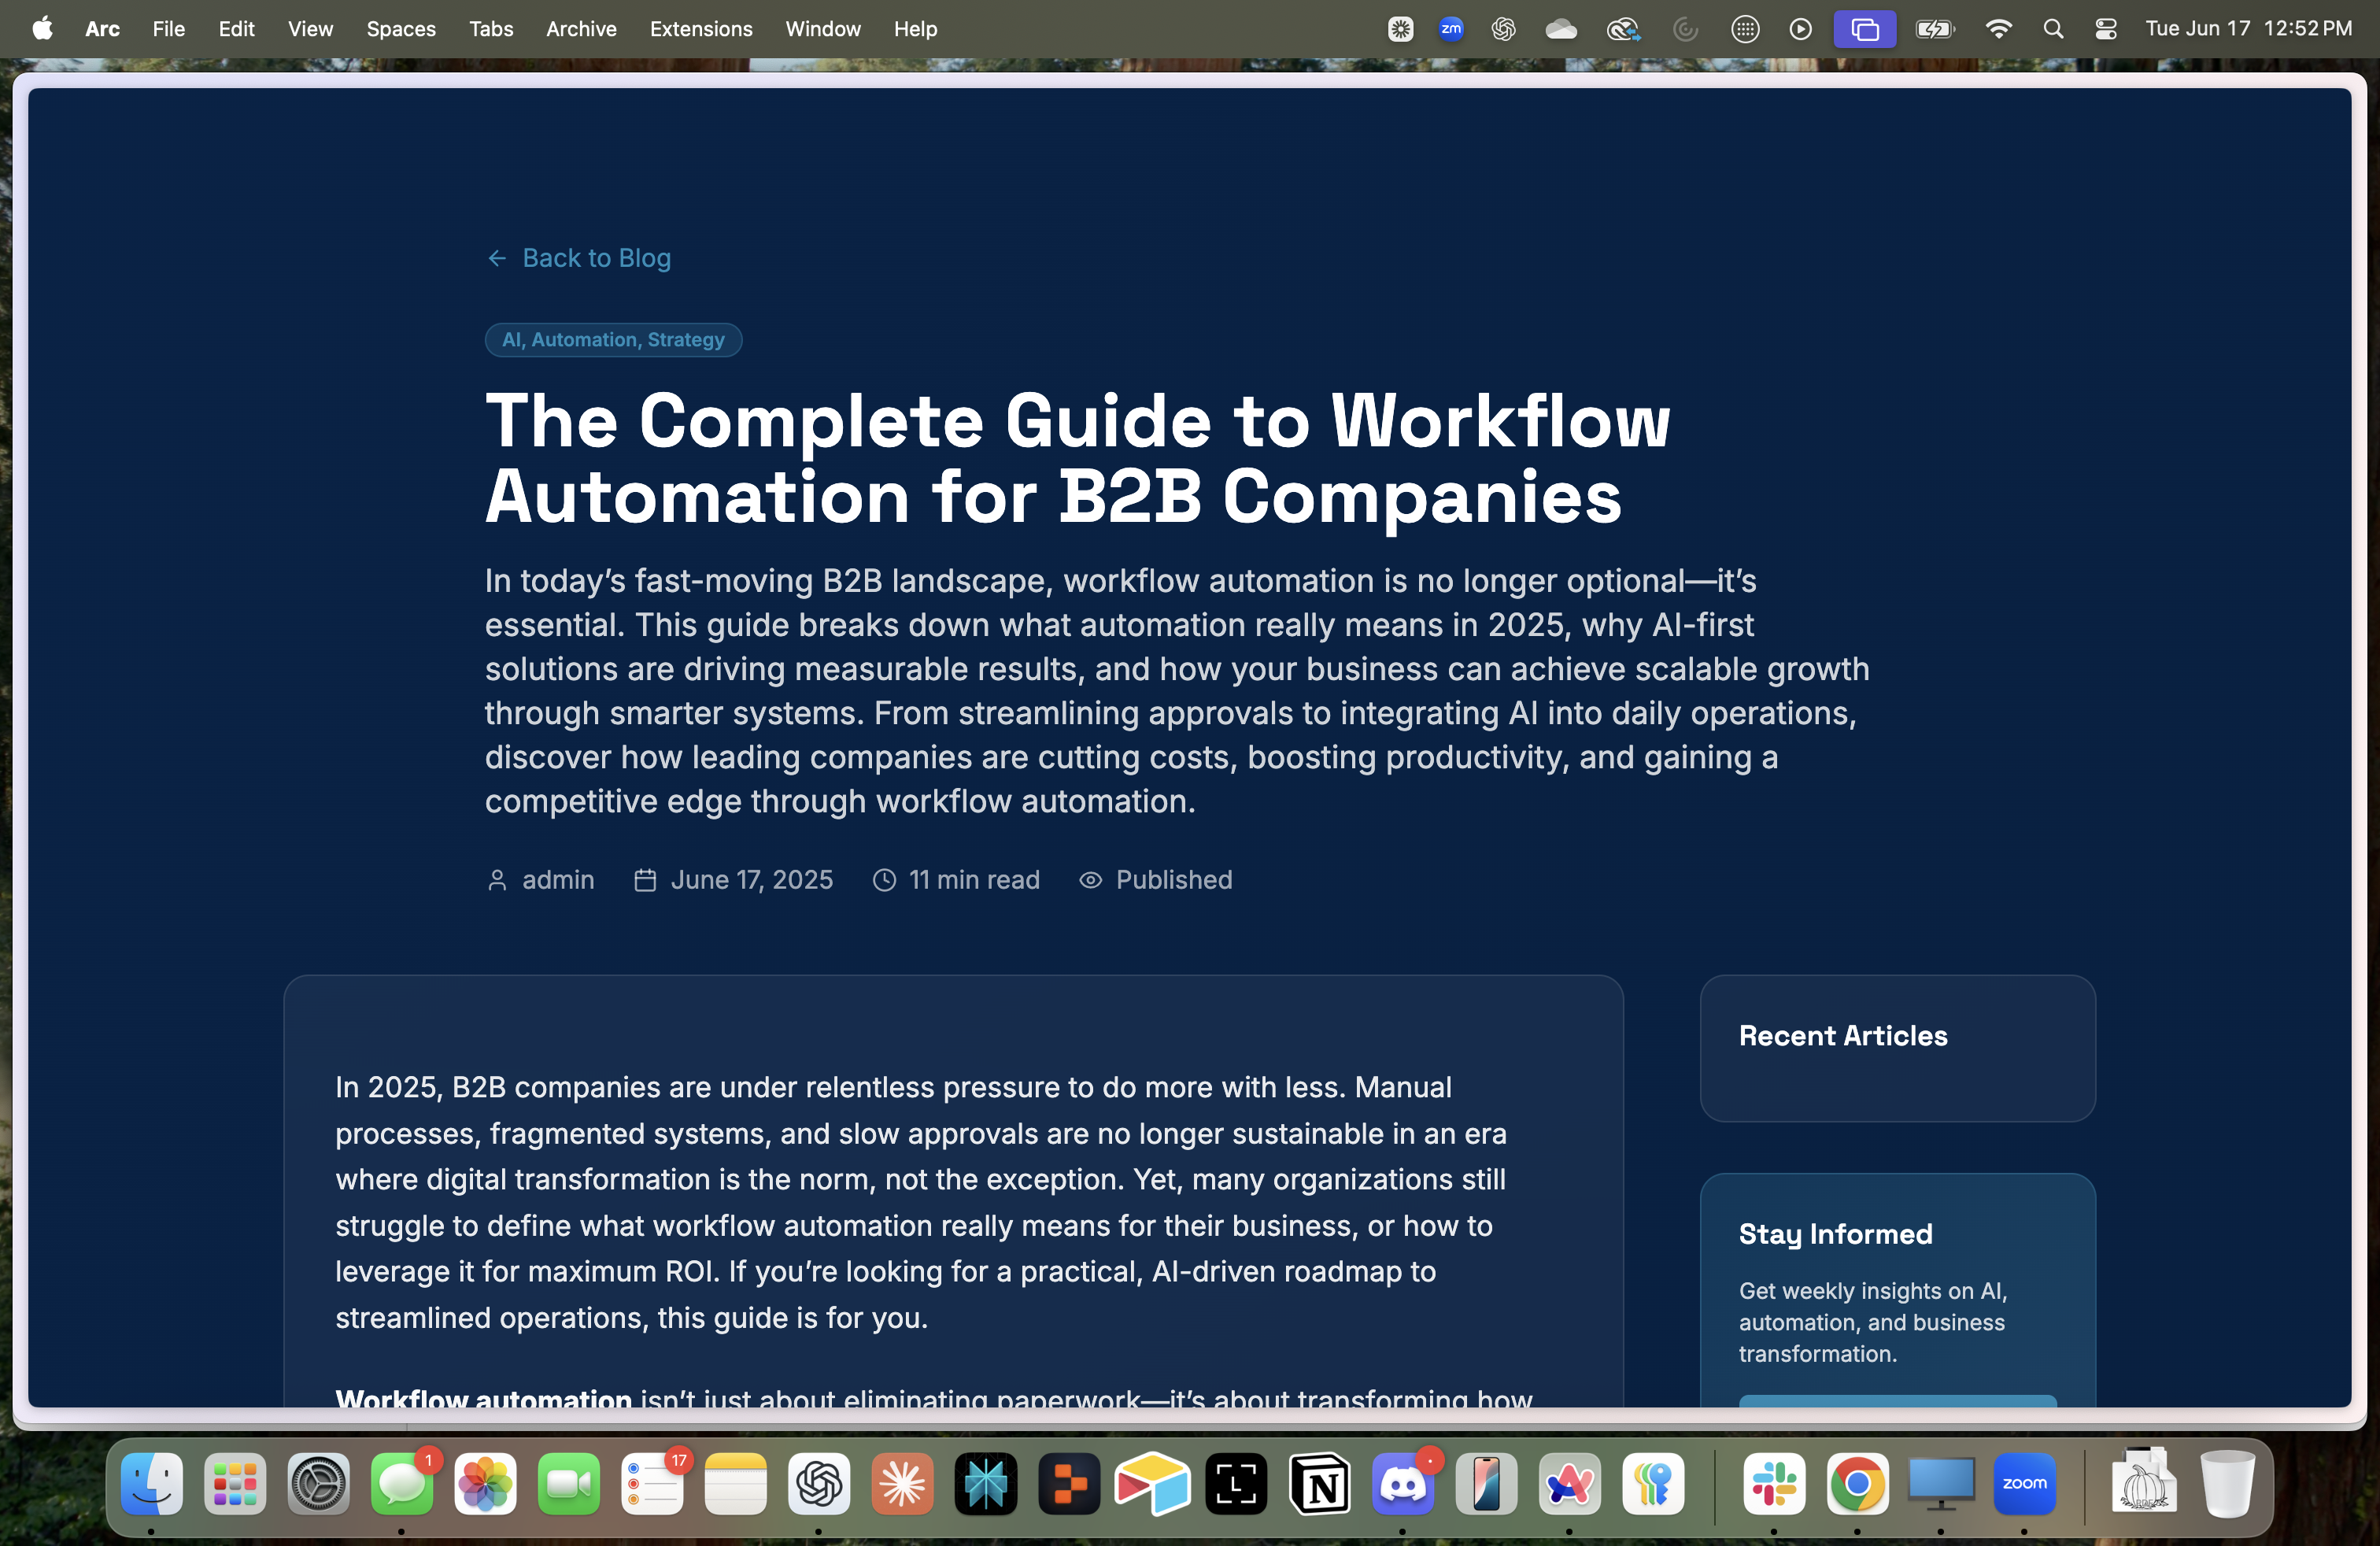 Arc File Edit View Spaces Tabs Archive Extensions Window Help zm Tue Jun 17 12:52 PM
← Back to Blog
AI, Automation, Strategy
The Complete Guide to Workflow
Automation for B2B Companies
In today’s fast-moving B2B landscape, workflow automation is no longer optional—it’s
essential. This guide breaks down what automation really means in 2025, why AI-first
solutions are driving measurable results, and how your business can achieve scalable growth
through smarter systems. From streamlining approvals to integrating AI into daily operations,
discover how leading companies are cutting costs, boosting productivity, and gaining a
competitive edge through workflow automation.
admin June 17, 2025 11 min read Published
In 2025, B2B companies are under relentless pressure to do more with less. Manual
processes, fragmented systems, and slow approvals are no longer sustainable in an era
where digital transformation is the norm, not the exception. Yet, many organizations still
struggle to define what workflow automation really means for their business, or how to
leverage it for maximum ROI. If you’re looking for a practical, AI-driven roadmap to
streamlined operations, this guide is for you.
Workflow automation isn’t just about eliminating paperwork—it’s about transforming how
Recent Articles
Stay Informed
Get weekly insights on AI,
automation, and business
transformation.
1 17 L N zoom